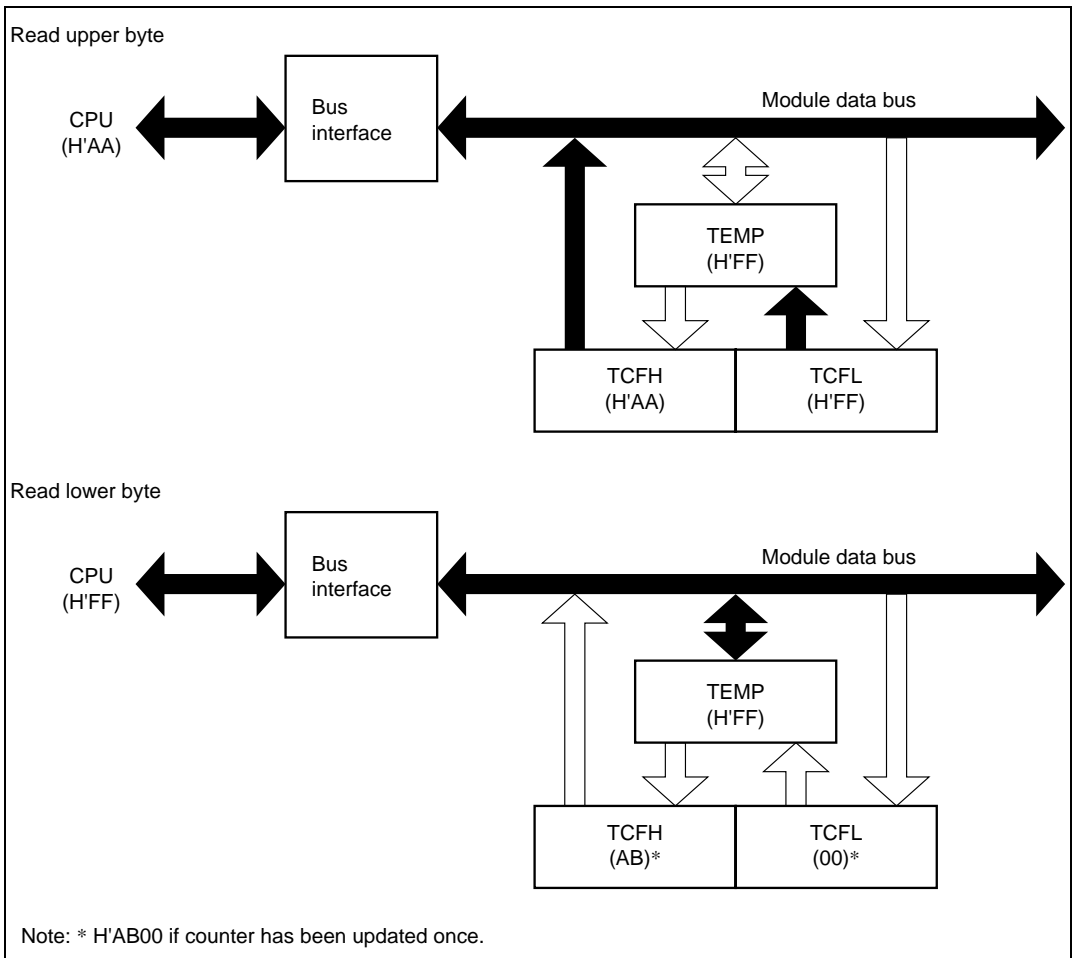 Read upper byte
CPU
(H'AA)
Bus
interface
Module data bus
TEMP
(H'FF)
TCFH
(H'AA)
TCFL
(H'FF)
Read lower byte
CPU
(H'FF)
Bus
interface
Module data bus
TEMP
(H'FF)
TCFH
(AB)*
TCFL
(00)*
Note: * H'AB00 if counter has been updated once.